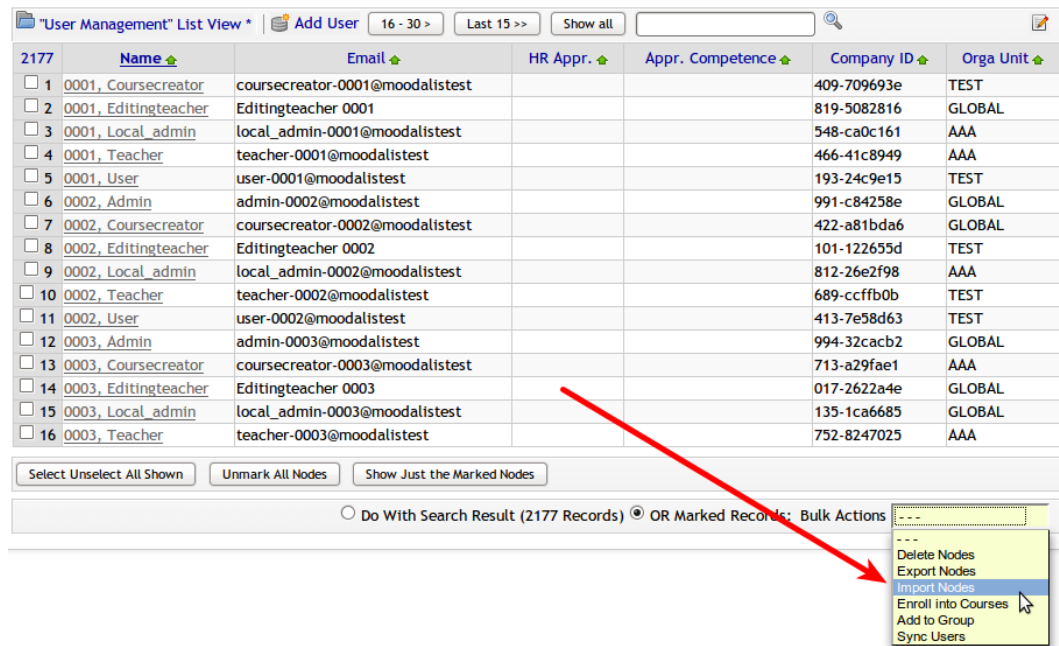 "User Management" List View * Add User 16 - 30 > Last 15 >> Show all
2177 Name Email HR Appr. Appr. Competence Company ID Orga Unit
1 0001, Coursecreator coursecreator-0001@moodalistest 409-709693e TEST
2 0001, Editingteacher Editingteacher 0001 819-5082816 GLOBAL
3 0001, Local_admin local_admin-0001@moodalistest 548-ca0c161 AAA
4 0001, Teacher teacher-0001@moodalistest 466-41c8949 AAA
5 0001, User user-0001@moodalistest 193-24c9e15 TEST
6 0002, Admin admin-0002@moodalistest 991-c84258e GLOBAL
7 0002, Coursecreator coursecreator-0002@moodalistest 422-a81bda6 GLOBAL
8 0002, Editingteacher Editingteacher 0002 101-122655d TEST
9 0002, Local_admin local_admin-0002@moodalistest 812-26e2f98 AAA
10 0002, Teacher teacher-0002@moodalistest 689-ccffb0b TEST
11 0002, User user-0002@moodalistest 413-7e58d63 TEST
12 0003, Admin admin-0003@moodalistest 994-32cacb2 GLOBAL
13 0003, Coursecreator coursecreator-0003@moodalistest 713-a29fae1 AAA
14 0003, Editingteacher Editingteacher 0003 017-2622a4e GLOBAL
15 0003, Local_admin local_admin-0003@moodalistest 135-1ca6685 GLOBAL
16 0003, Teacher teacher-0003@moodalistest 752-8247025 AAA
Select Unselect All Shown Unmark All Nodes Show Just the Marked Nodes
Do With Search Result (2177 Records) OR Marked Records: Bulk Actions ---
---
Delete Nodes
Export Nodes
Import Nodes
Enroll into Courses
Add to Group
Sync Users